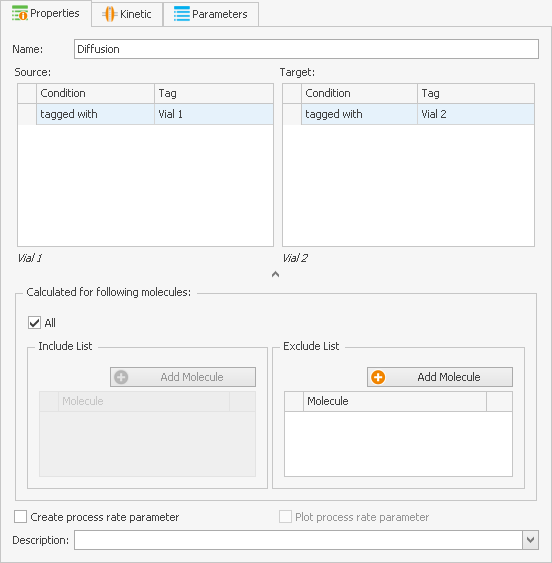 Properties Kinetic Parameters
Name: Diffusion
Source: Target:
Condition Tag Condition Tag
tagged with Vial 1 tagged with Vial 2
Vial 1 Vial 2
Calculated for following molecules:
All
Include List Exclude List
Add Molecule Add Molecule
Molecule Molecule
Create process rate parameter Plot process rate parameter
Description: